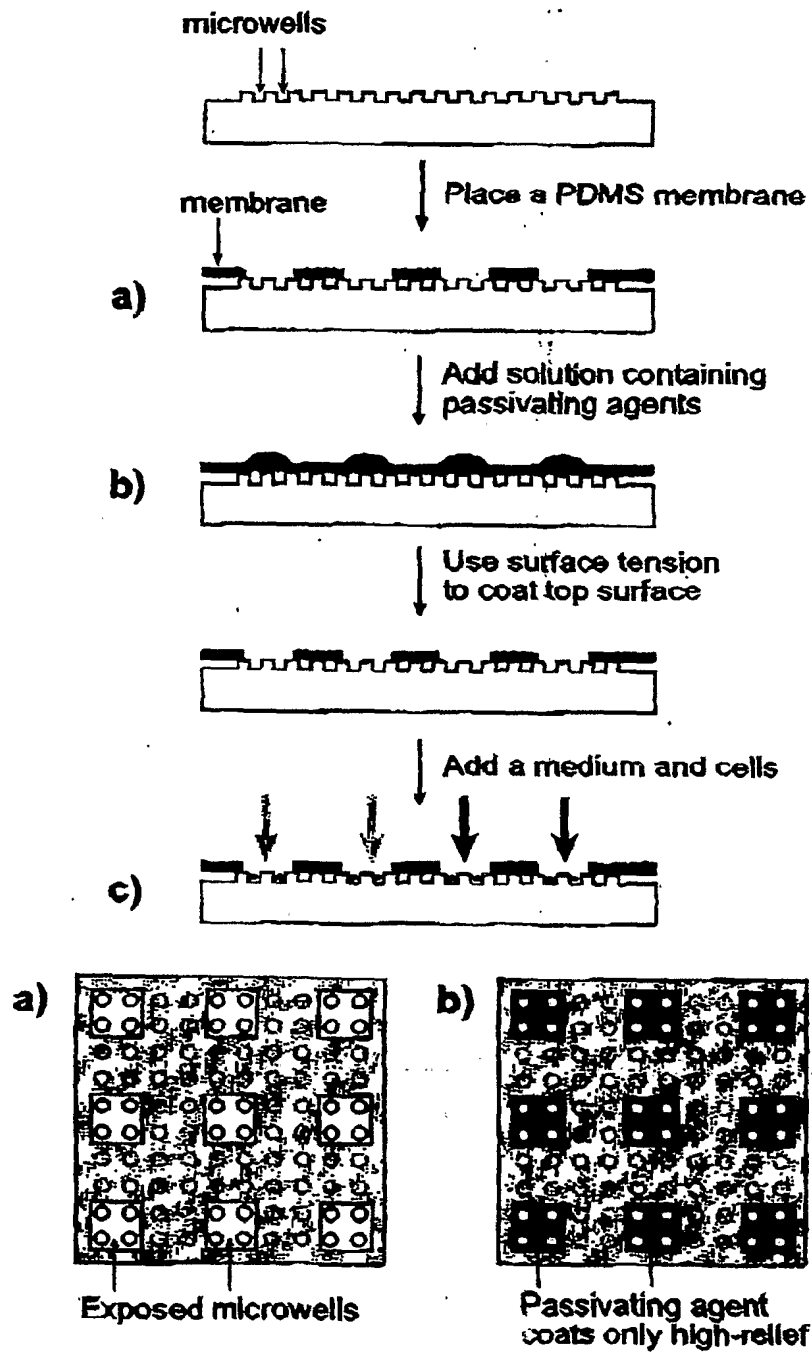 microwells
Place a PDMS membrane
membrane
a)
Add solution containing
passivating agents
b)
Use surface tension
to coat top surface
Add a medium and cells
c)
a)
b)
Exposed microwells
Passivating agent
coats only high-relief